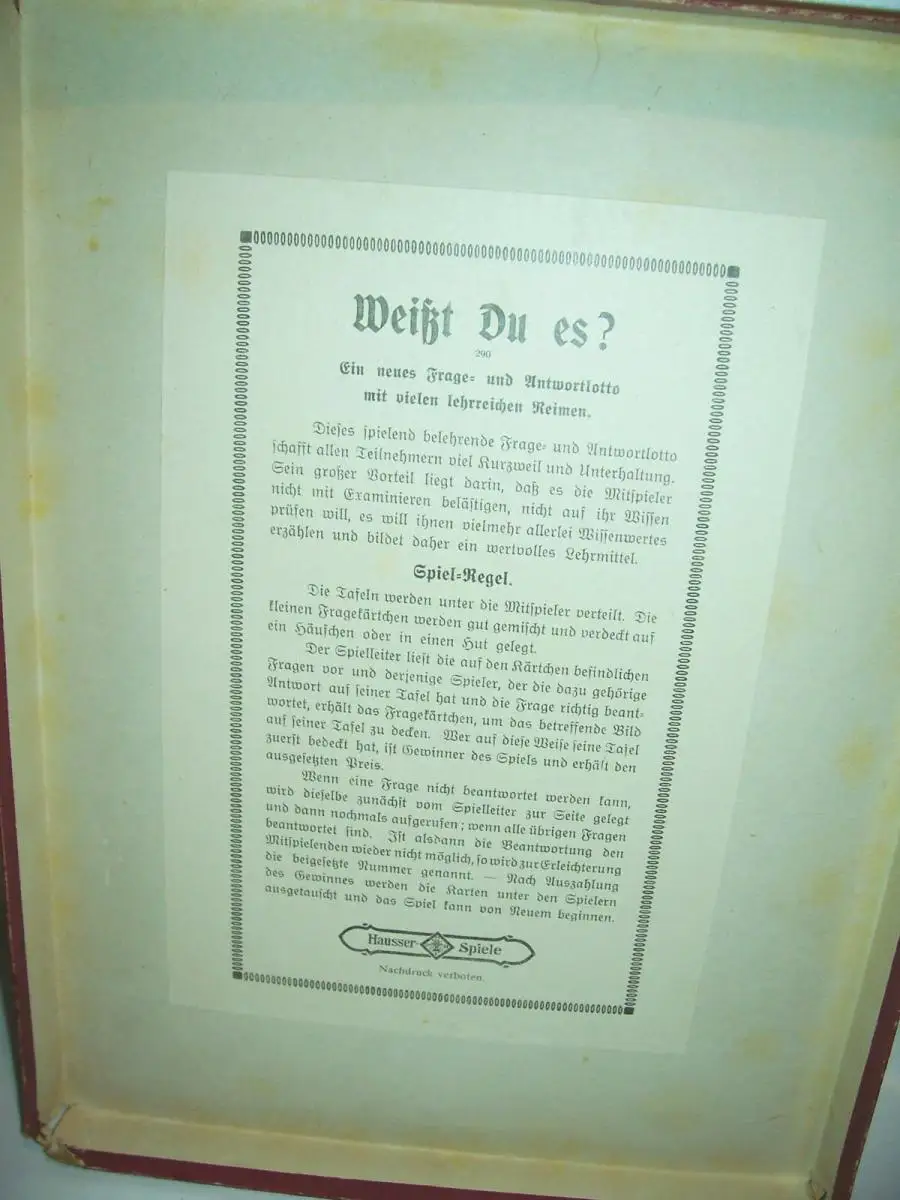 Weißt Du es?
290
Ein neues Frage- und Antwortlotto
mit vielen lehrreichen Reimen.
Dieses spielend belehrende Frage- und Antwortlotto
schafft allen Teilnehmern viel Kurzweil und Unterhaltung.
Sein großer Vorteil liegt darin, daß es die Mitspieler
nicht mit Examinieren belästigen, nicht auf ihr Wissen
prüfen will, es will ihnen vielmehr allerlei Wissenwertes
erzählen und bildet daher ein wertvolles Lehrmittel.
Spiel-Regel.
Die Tafeln werden unter die Mitspieler verteilt. Die
kleinen Fragekärtchen werden gut gemischt und verdeckt auf
ein Häufchen oder in einen Hut gelegt.
Der Spielleiter liest die auf den Kärtchen befindlichen
Fragen vor und derjenige Spieler, der die dazu gehörige
Antwort auf seiner Tafel hat und die Frage richtig beant-
wortet, erhält das Fragekärtchen, um das betreffende Bild
auf seiner Tafel zu decken. Wer auf diese Weise seine Tafel
zuerst bedeckt hat, ist Gewinner des Spiels und erhält den
ausgesetzten Preis.
Wenn eine Frage nicht beantwortet werden kann,
wird dieselbe zunächst vom Spielleiter zur Seite gelegt
und dann nochmals aufgerufen; wenn alle übrigen Fragen
beantwortet sind. Ist alsdann die Beantwortung den
Mitspielenden wieder nicht möglich, so wird zur Erleichterung
die beigesetzte Nummer genannt. — Nach Auszahlung
des Gewinnes werden die Karten unter den Spielern
ausgetauscht und das Spiel kann von Neuem beginnen.
Hausser Spiele
Nachdruck verboten.